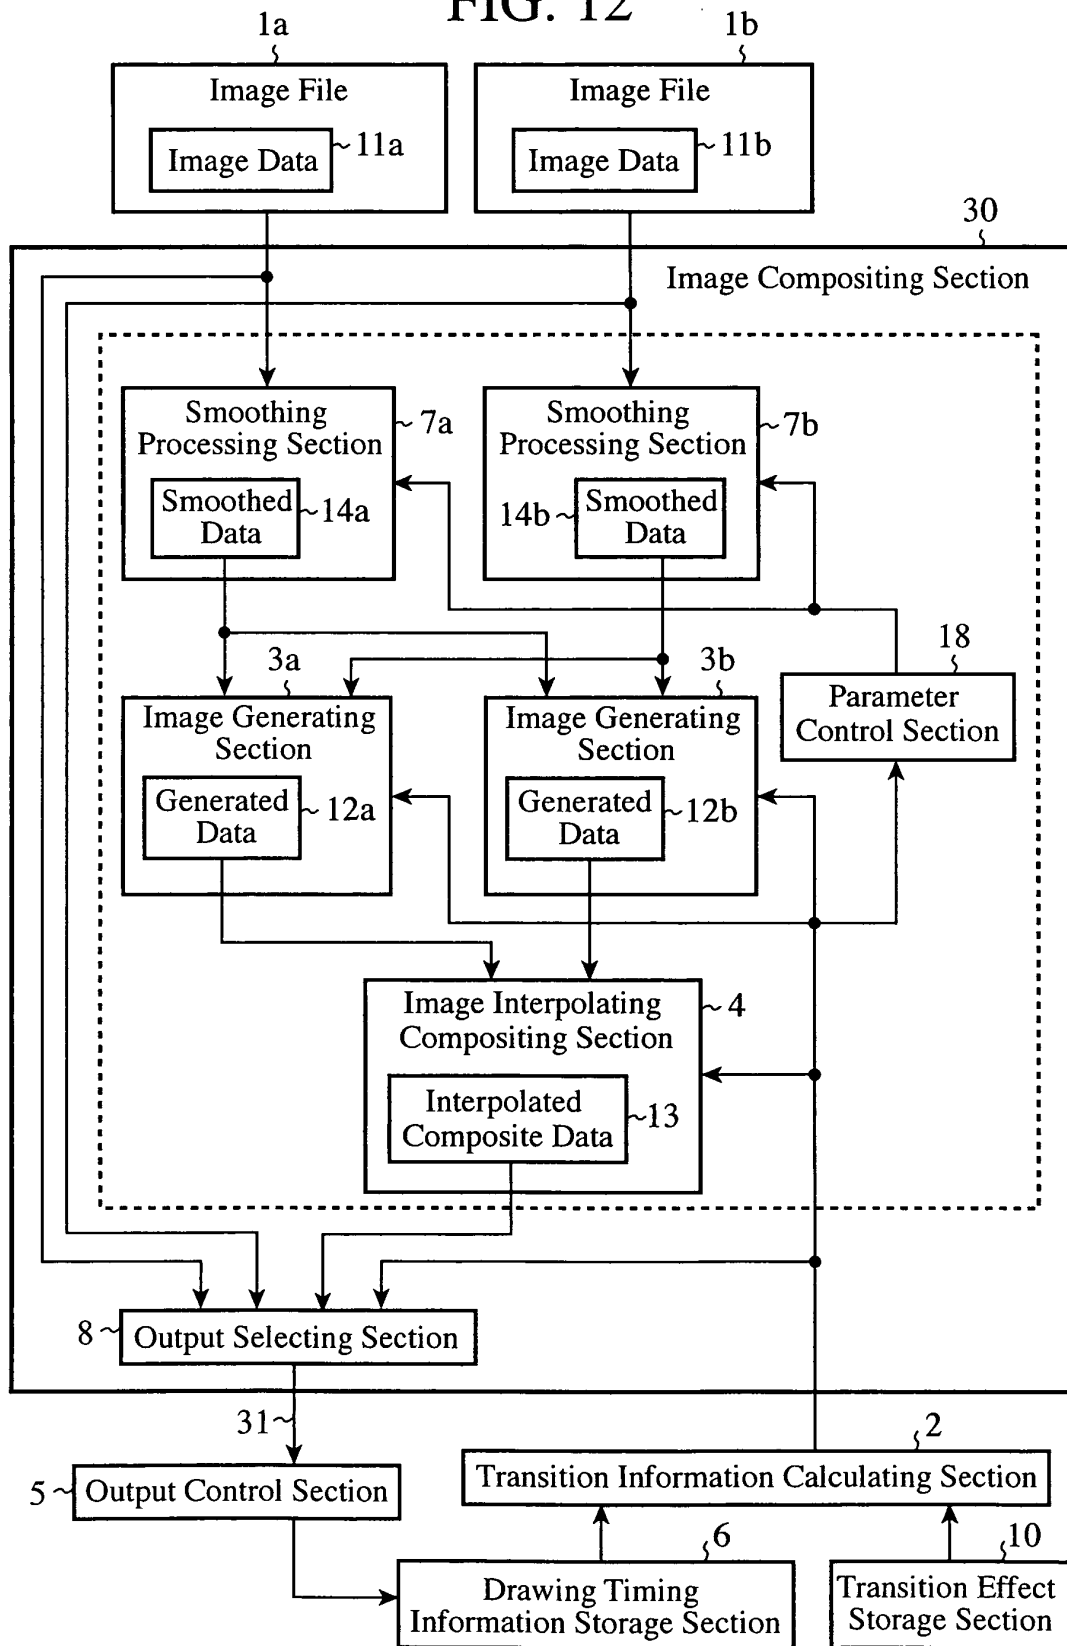 FIG. 12
1a
1b
Image File
Image File
Image Data
11a
Image Data
11b
30
Image Compositing Section
Smoothing
Processing Section
7a
Smoothing
Processing Section
7b
Smoothed
Data
14a
14b
Smoothed
Data
18
Parameter
Control Section
3a
Image Generating
Section
3b
Image Generating
Section
Generated
Data
12a
Generated
Data
12b
Image Interpolating
Compositing Section
4
Interpolated
Composite Data
13
8
Output Selecting Section
31
2
5
Output Control Section
Transition Information Calculating Section
6
10
Drawing Timing
Information Storage Section
Transition Effect
Storage Section